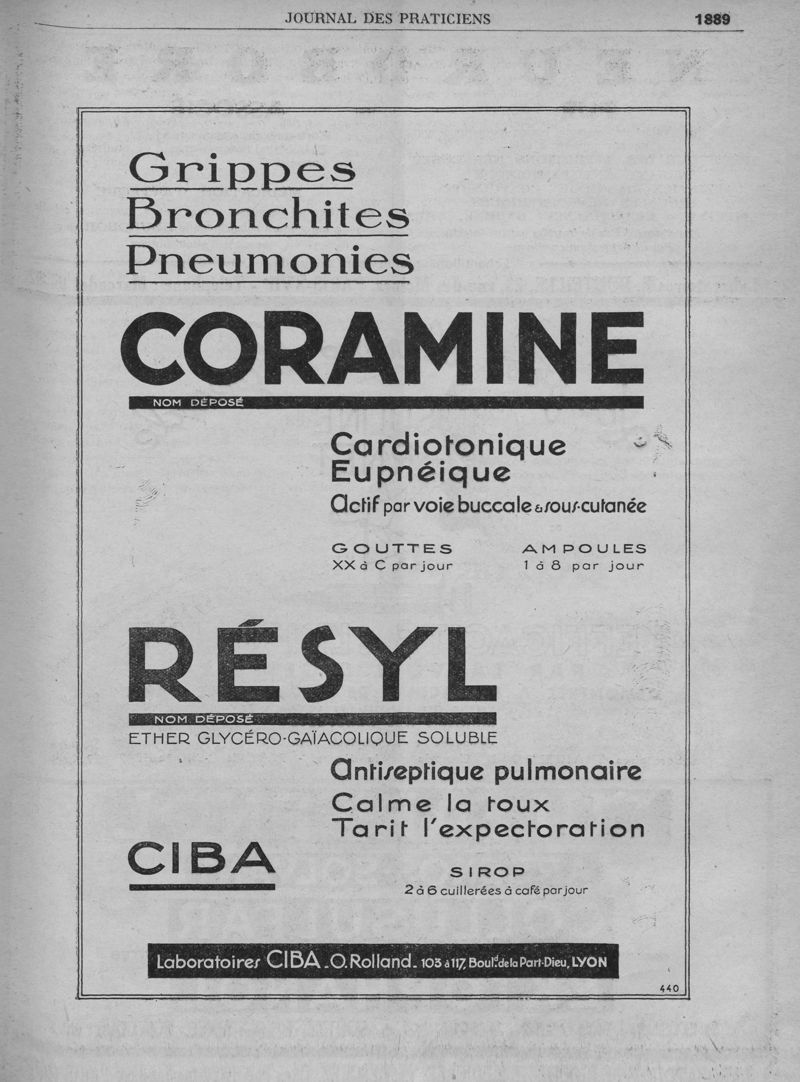 JOURNAL DES PRATICIENS 1889
Grippes
Bronchites
Pneumonies
CORAMINE
NOM DÉPOSÉ
Cardiotonique
Eupnéique
Actif par voie buccale & sous-cutanée
GOUTTES AMPOULES
XX à C par jour 1 à 8 par jour
RÉSYL
NOM DÉPOSÉ
ETHER GLYCÉRO-GAÏACOLIQUE SOLUBLE
Antiseptique pulmonaire
Calme la toux
Tarit l'expectoration
CIBA
SIROP
2 à 6 cuillerées à café par jour
Laboratoires CIBA_O.Rolland_103 à 117, Boul.d de la Part-Dieu, LYON
440